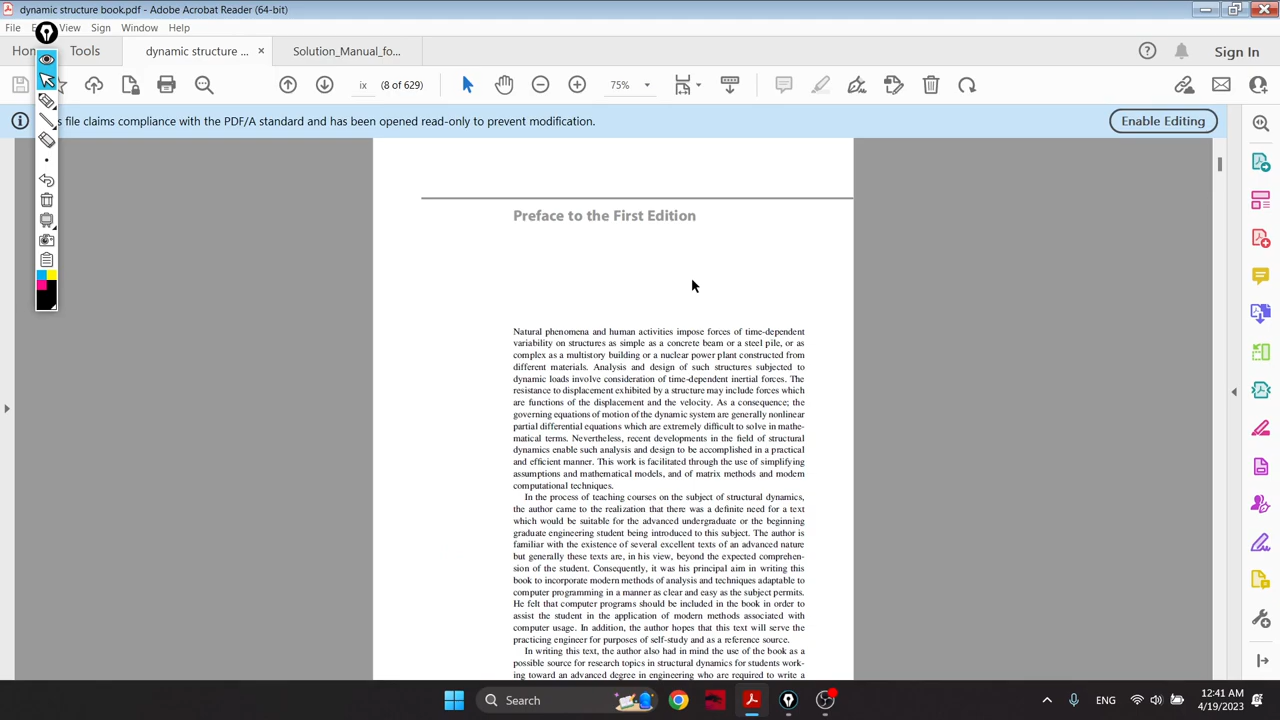 dynamic structure book.pdf - Adobe Acrobat Reader (64-bit)
File
View
Sign
Window
Help
Tools
dynamic structure ...
Solution_Manual_fo...
Sign In
ix
(8 of 629)
75%
file claims compliance with the PDF/A standard and has been opened read-only to prevent modification.
Enable Editing
Preface to the First Edition
Natural phenomena and human activities impose forces of time-dependent
variability on structures as simple as a concrete beam or a steel pile, or as
complex as a multistory building or a nuclear power plant constructed from
different materials. Analysis and design of such structures subjected to
dynamic loads involve consideration of time-dependent inertial forces. The
resistance to displacement exhibited by a structure may include forces which
are functions of the displacement and the velocity. As a consequence; the
governing equations of motion of the dynamic system are generally nonlinear
partial differential equations which are extremely difficult to solve in mathe-
matical terms. Nevertheless, recent developments in the field of structural
dynamics enable such analysis and design to be accomplished in a practical
and efficient manner. This work is facilitated through the use of simplifying
assumptions and mathematical models, and of matrix methods and modem
computational techniques.
In the process of teaching courses on the subject of structural dynamics,
the author came to the realization that there was a definite need for a text
which would be suitable for the advanced undergraduate or the beginning
graduate engineering student being introduced to this subject. The author is
familiar with the existence of several excellent texts of an advanced nature
but generally these texts are, in his view, beyond the expected comprehen-
sion of the student. Consequently, it was his principal aim in writing this
book to incorporate modern methods of analysis and techniques adaptable to
computer programming in a manner as clear and easy as the subject permits.
He felt that computer programs should be included in the book in order to
assist the student in the application of modern methods associated with
computer usage. In addition, the author hopes that this text will serve the
practicing engineer for purposes of self-study and as a reference source.
In writing this text, the author also had in mind the use of the book as a
possible source for research topics in structural dynamics for students work-
ing toward an advanced degree in engineering who are required to write a
Search
ENG
12:41 AM
4/19/2023